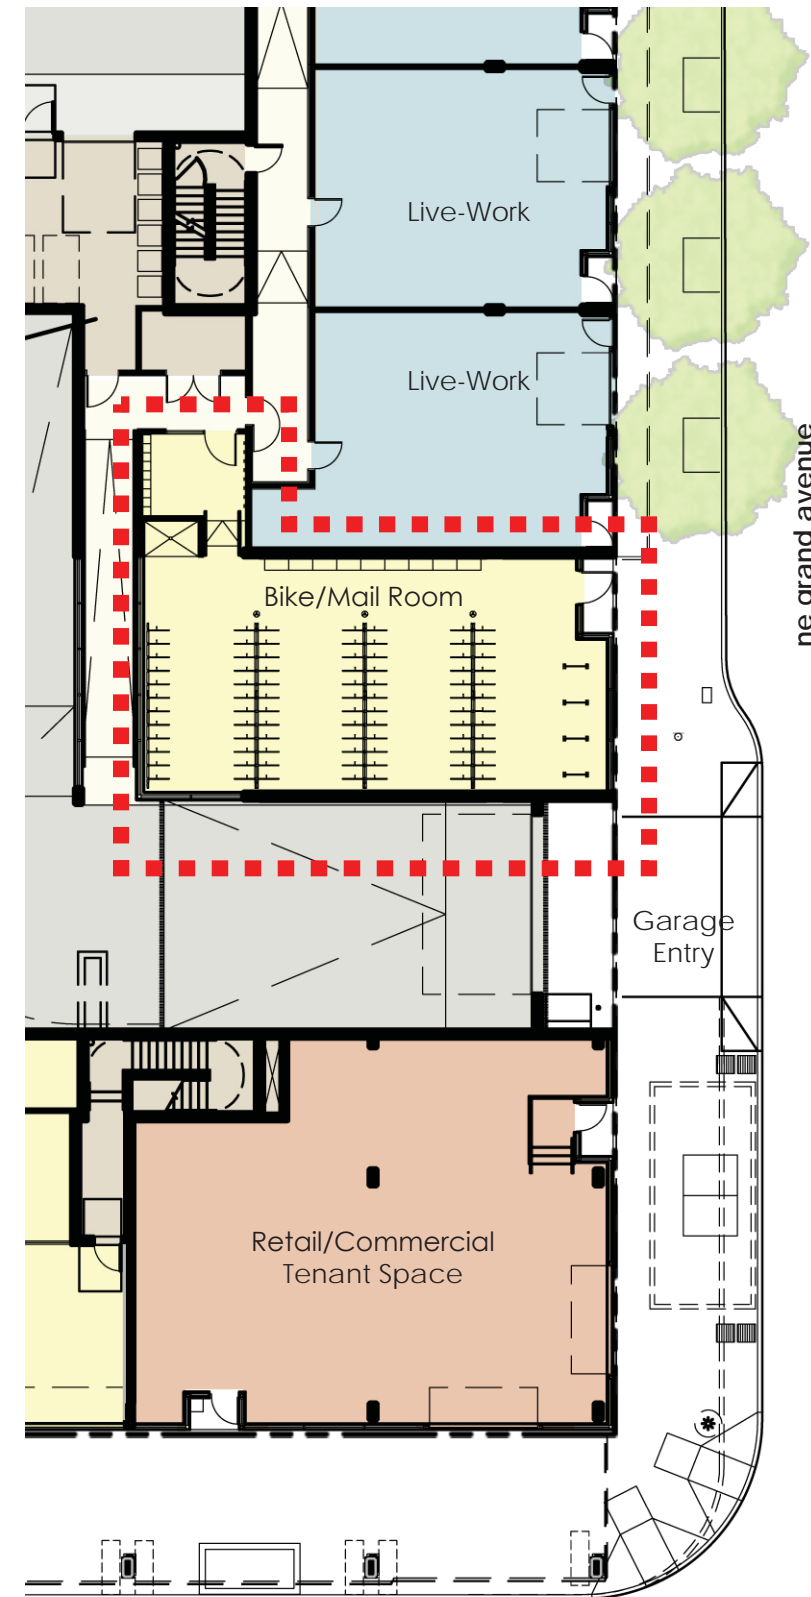 Live-Work
Live-Work
ne grand avenue
Bike/Mail Room
Garage
Entry
Retail/Commercial
Tenant Space